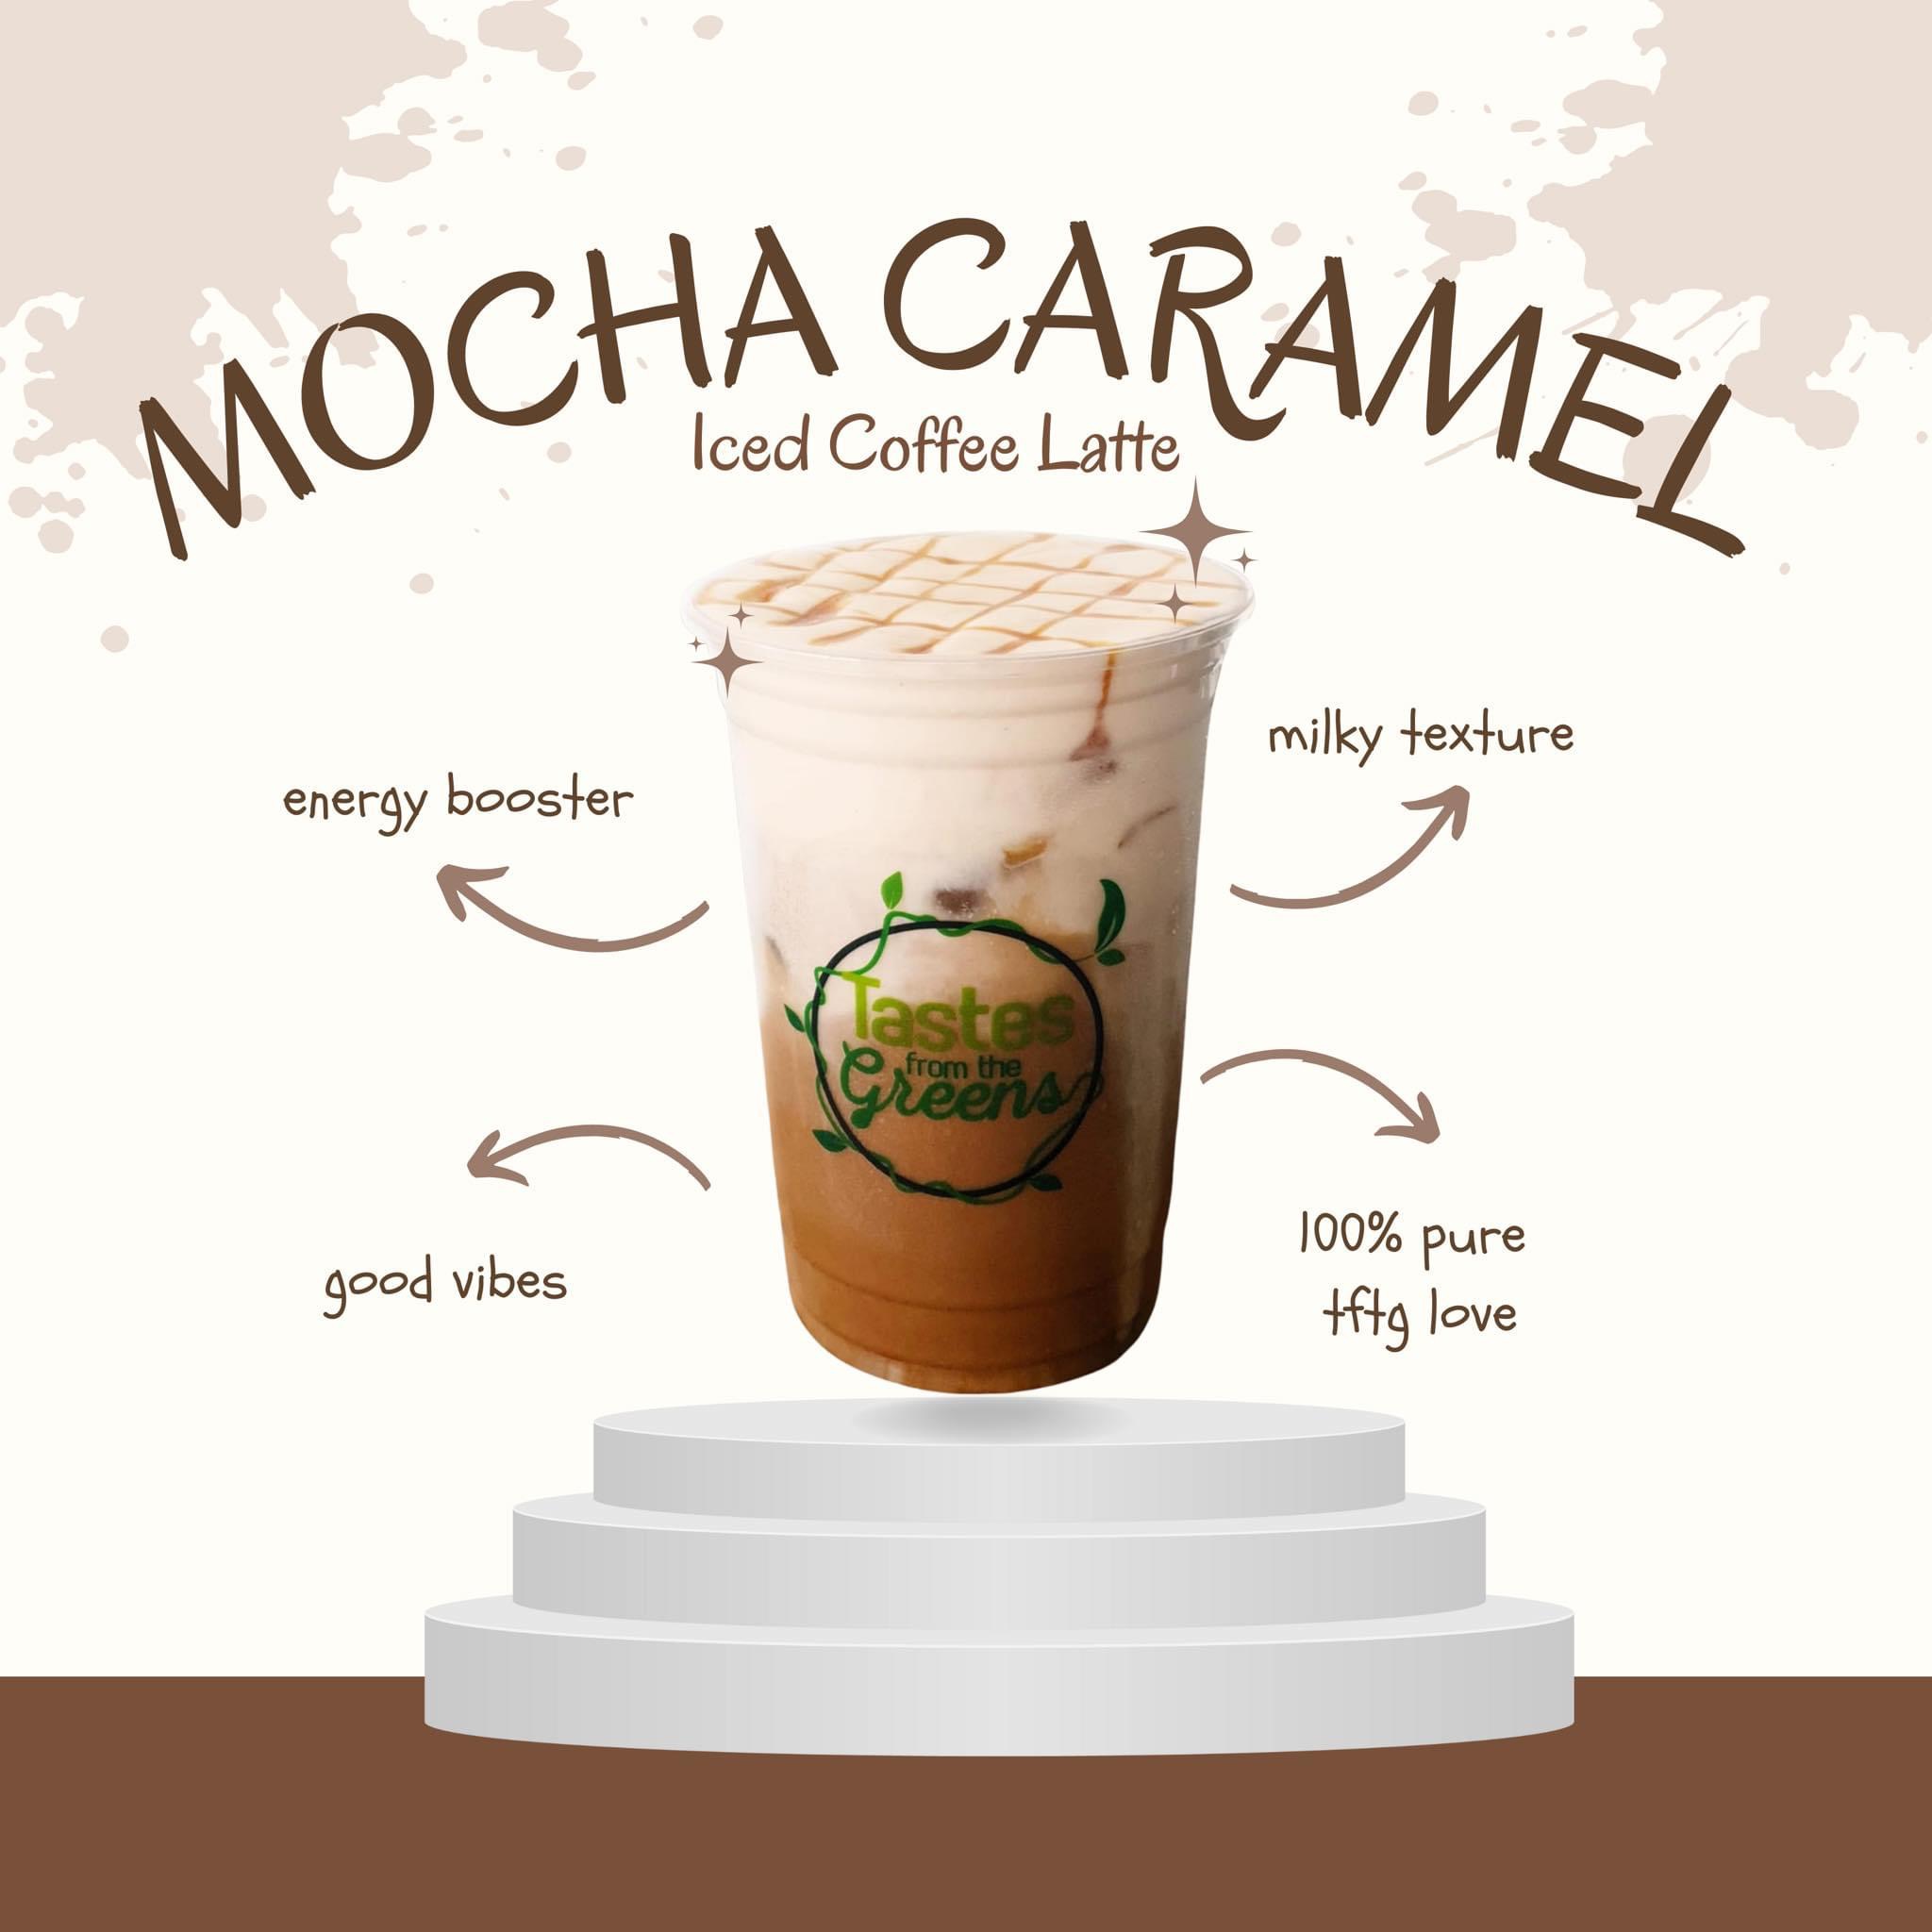 MOCHA CARAMEL
Iced Coffee Latte
milky texture
energy booster
Tastes
from the
Greens
good vibes
100% pure
tftg love